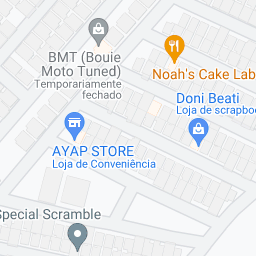 BMT (Bouie
Moto Tuned)
Temporariamente
fechado
Noah's Cake Lab
Doni Beati
Loja de scrapboo
AYAP STORE
Loja de Conveniência
Special Scramble